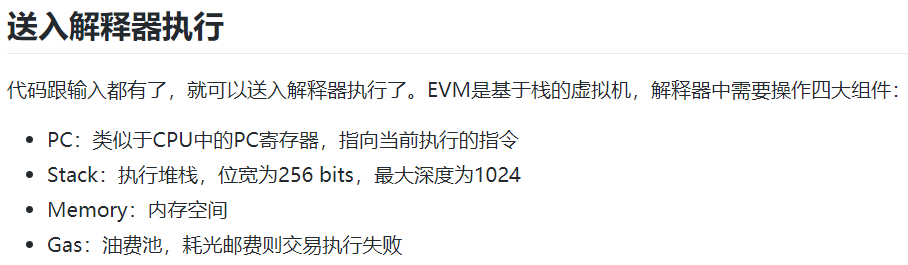 送入解释器执行
代码跟输入都有了，就可以送入解释器执行了。EVM是基于栈的虚拟机，解释器中需要操作四大组件：
• PC：类似于CPU中的PC寄存器，指向当前执行的指令
• Stack：执行堆栈，位宽为256 bits，最大深度为1024
• Memory：内存空间
• Gas：油费池，耗光邮费则交易执行失败